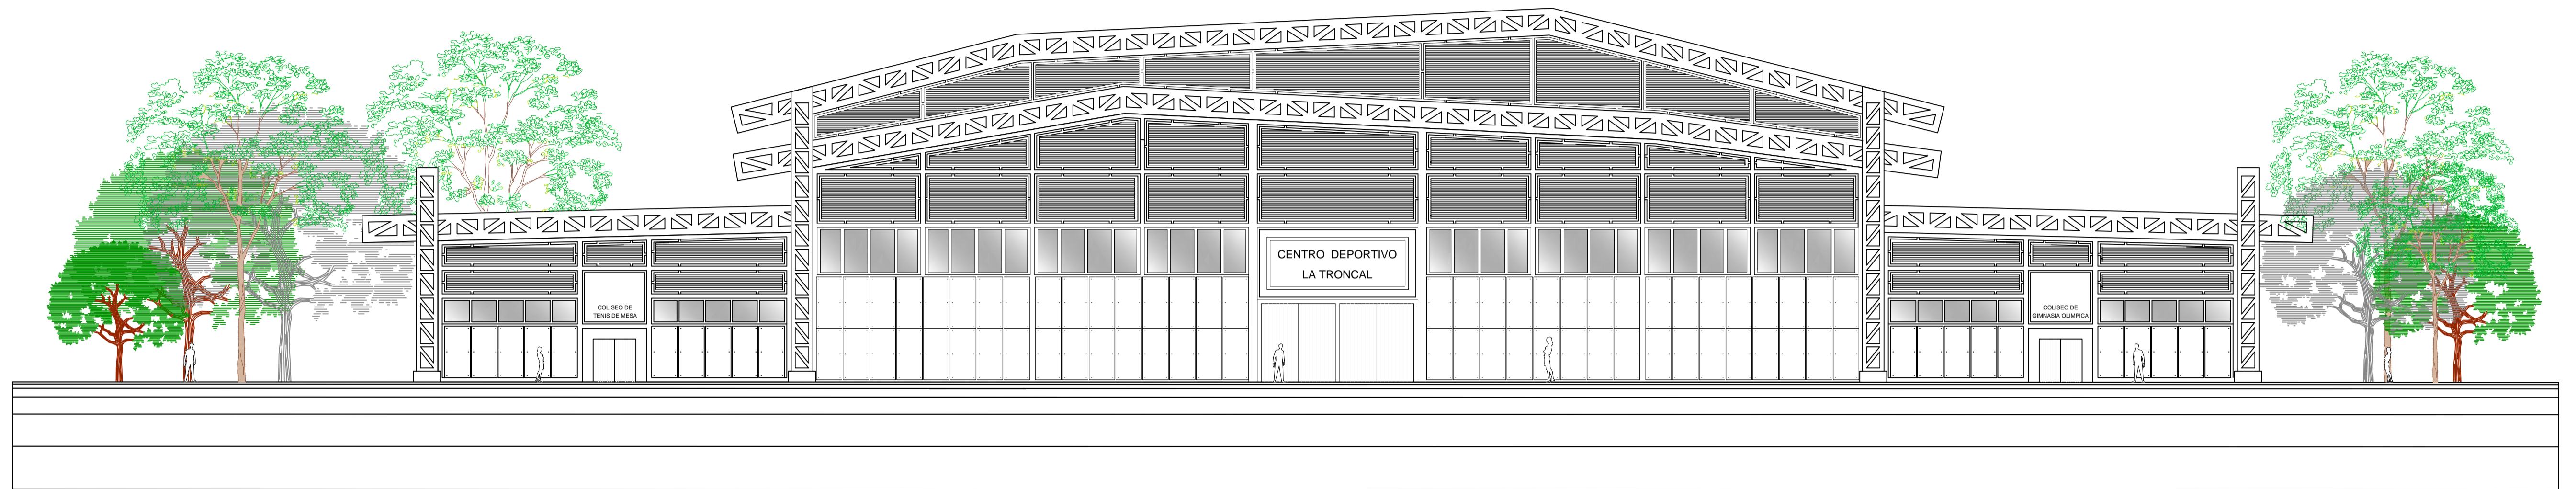 CENTRO DEPORTIVO
LA TRONCAL
COLISEO DE
TENIS DE MESA
COLISEO DE
GIMNASIA OLIMPICA